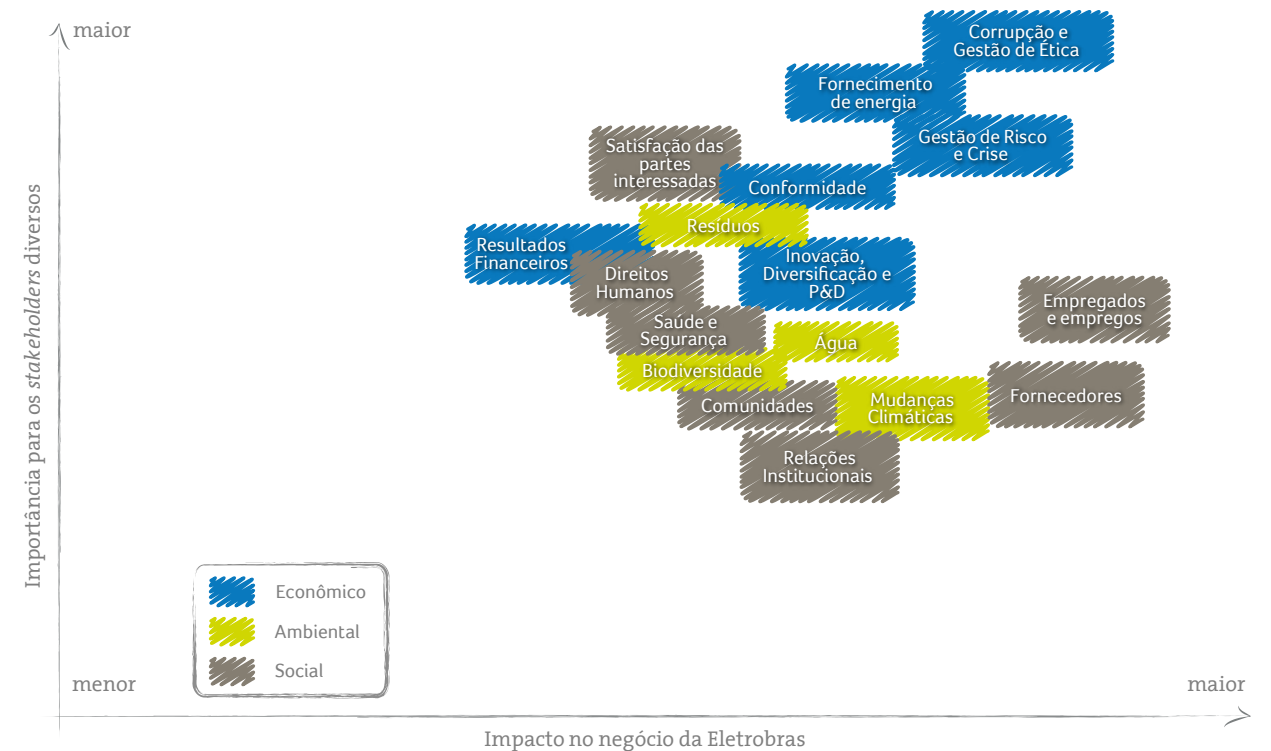 maior
Corrupção e
Gestão de Ética
Fornecimento
de energia
Gestão de Risco
e Crise
Satisfação das
partes
interessadas
Conformidade
Resíduos
Resultados
Financeiros
Inovação,
Diversificação e
P&D
Direitos
Humanos
Empregados
e empregos
Saúde e
Segurança
Água
Biodiversidade
Fornecedores
Comunidades
Mudanças
Climáticas
Relações
Institucionais
Importância para os stakeholders diversos
Econômico
Ambiental
Social
menor
maior
Impacto no negócio da Eletrobras